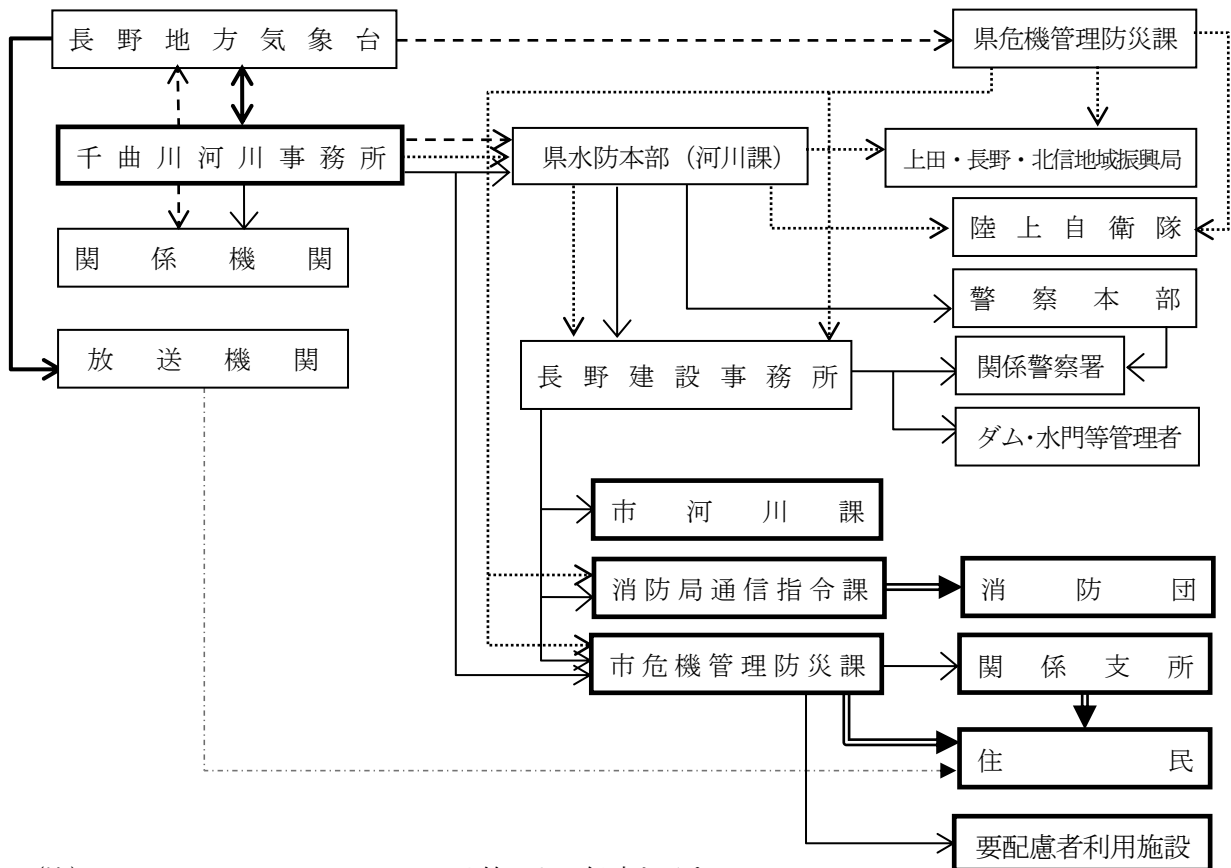 長野地方気象台
県危機管理防災課
千曲川河川事務所
県水防本部（河川課）
上田・長野・北信地域振興局
陸上自衛隊
関係機関
警察本部
放送機関
長野建設事務所
関係警察署
ダム・水門等管理者
市河川課
消防局通信指令課
消防団
市危機管理防災課
関係支所
住民
要配慮者利用施設